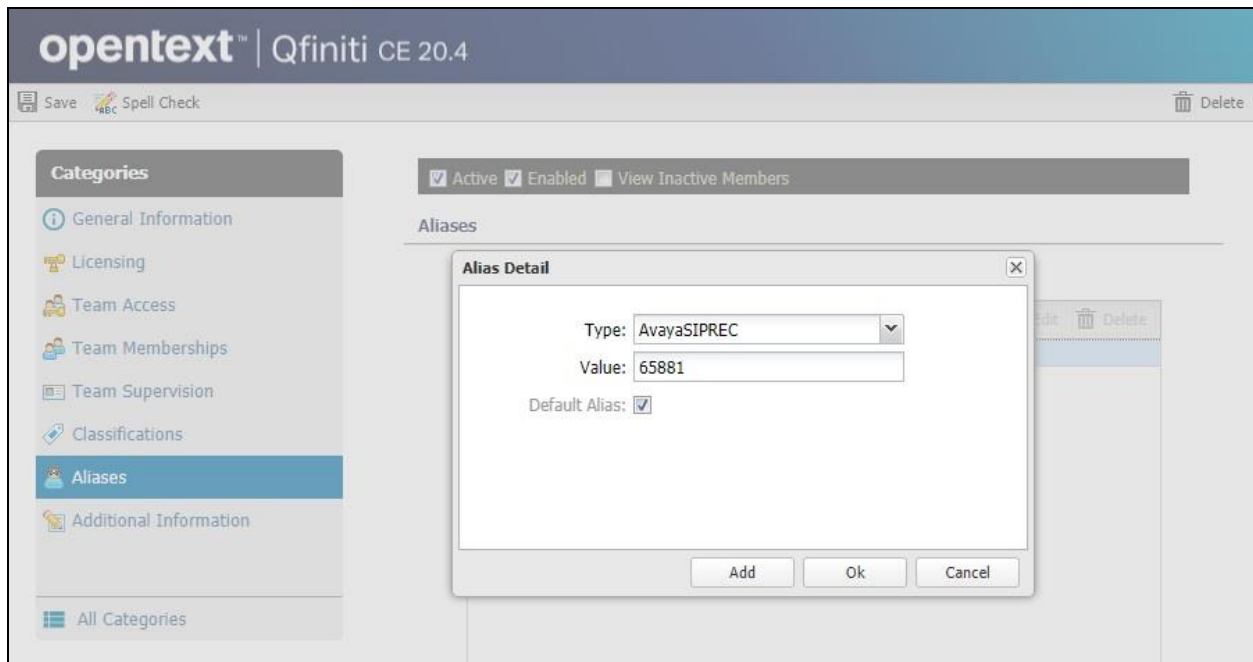 opentext™ | Qfiniti CE 20.4
Save Spell Check Delete
Categories
General Information
Licensing
Team Access
Team Memberships
Team Supervision
Classifications
Aliases
Additional Information
All Categories
Active Enabled View Inactive Members
Aliases
Edit Delete
Alias Detail
Type: AvayaSIPREC
Value: 65881
Default Alias:
Add Ok Cancel